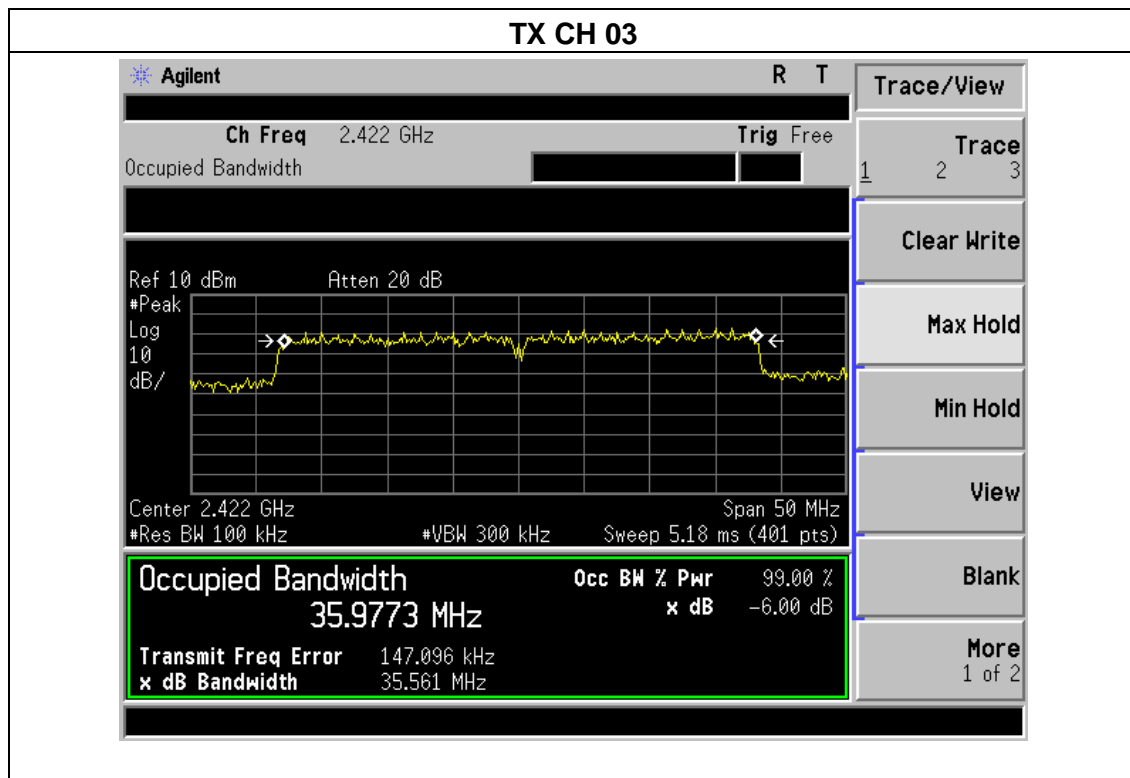 TX CH 03
Agilent R T
Trace/View
Ch Freq 2.422 GHz Trig Free
Occupied Bandwidth
Trace
1 2 3
Clear Write
Max Hold
Min Hold
View
Blank
More
1 of 2
Ref 10 dBm Atten 20 dB
#Peak
Log
10
dB/
Center 2.422 GHz Span 50 MHz
#Res BW 100 kHz #VBW 300 kHz Sweep 5.18 ms (401 pts)
Occupied Bandwidth Occ BW % Pwr 99.00 %
35.9773 MHz x dB -6.00 dB
Transmit Freq Error 147.096 kHz
x dB Bandwidth 35.561 MHz